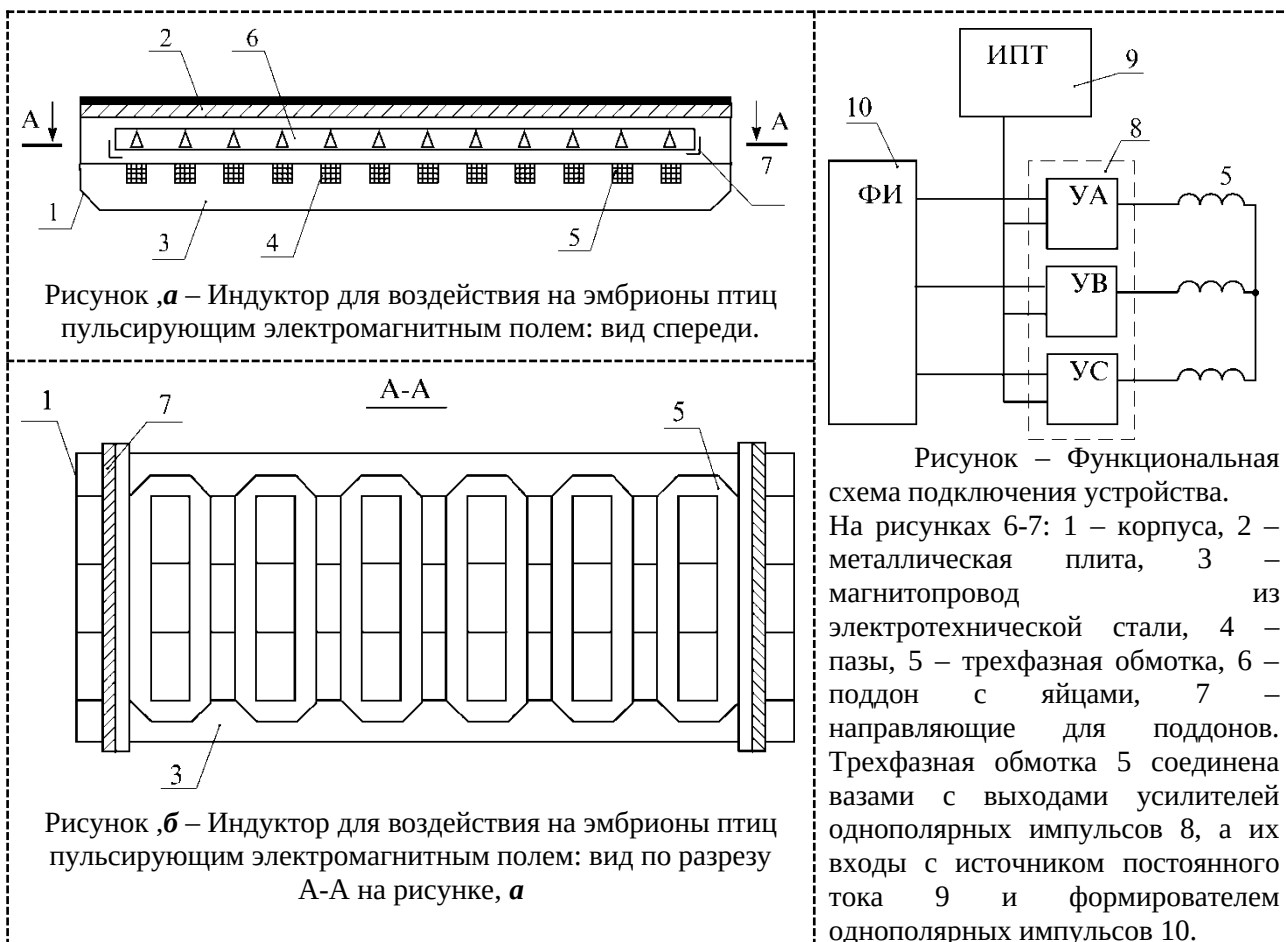 2
6
А
А
7
1
3
4
5
Рисунок ,а – Индуктор для воздействия на эмбрионы птиц
пульсирующим электромагнитным полем: вид спереди.
А-А
1
7
5
3
Рисунок ,б – Индуктор для воздействия на эмбрионы птиц
пульсирующим электромагнитным полем: вид по разрезу
А-А на рисунке, а
ИПТ
9
10
8
ФИ
УА
5
УВ
УС
Рисунок – Функциональная
схема подключения устройства.
На рисунках 6-7: 1 – корпуса, 2 –
металлическая плита, 3 –
магнитопровод из
электротехнической стали, 4 –
пазы, 5 – трехфазная обмотка, 6 –
поддон с яйцами, 7 –
направляющие для поддонов.
Трехфазная обмотка 5 соединена
вазами с выходами усилителей
однополярных импульсов 8, а их
входы с источником постоянного
тока 9 и формирователем
однополярных импульсов 10.